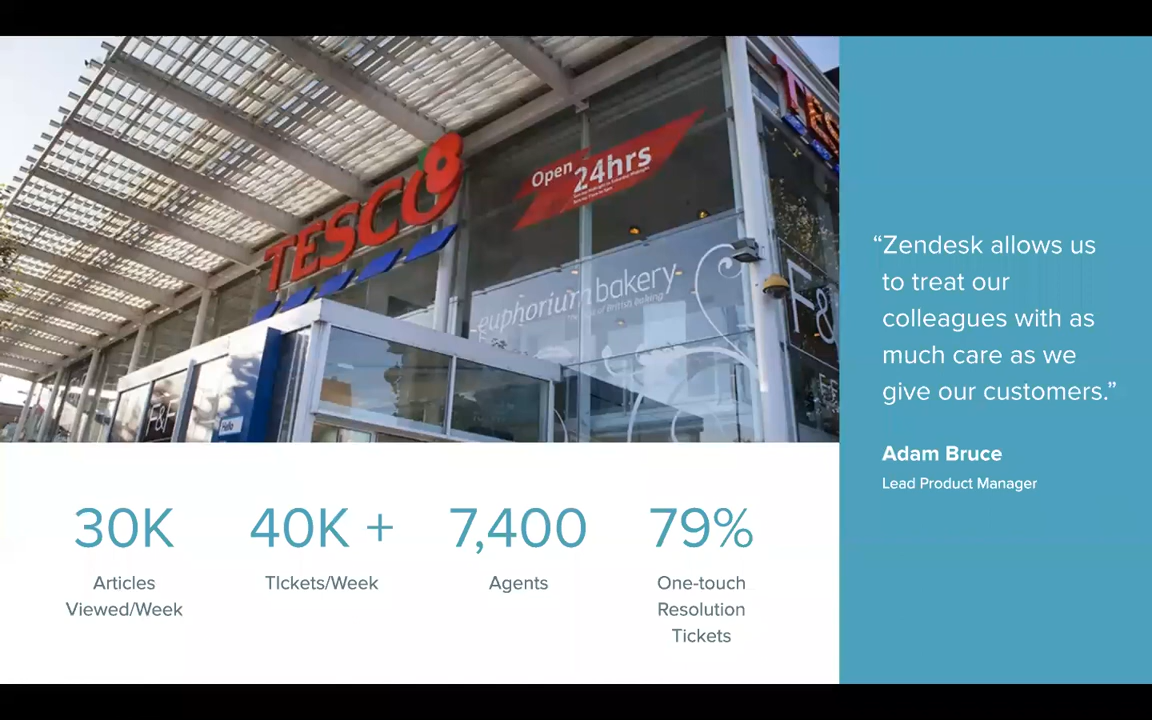 TESCO
Open 24hrs
euphorium bakery
F&F
Hello
“Zendesk allows us
to treat our
colleagues with as
much care as we
give our customers.”
Adam Bruce
Lead Product Manager
30K
Articles
Viewed/Week
40K +
TIckets/Week
7,400
Agents
79%
One-touch
Resolution
Tickets